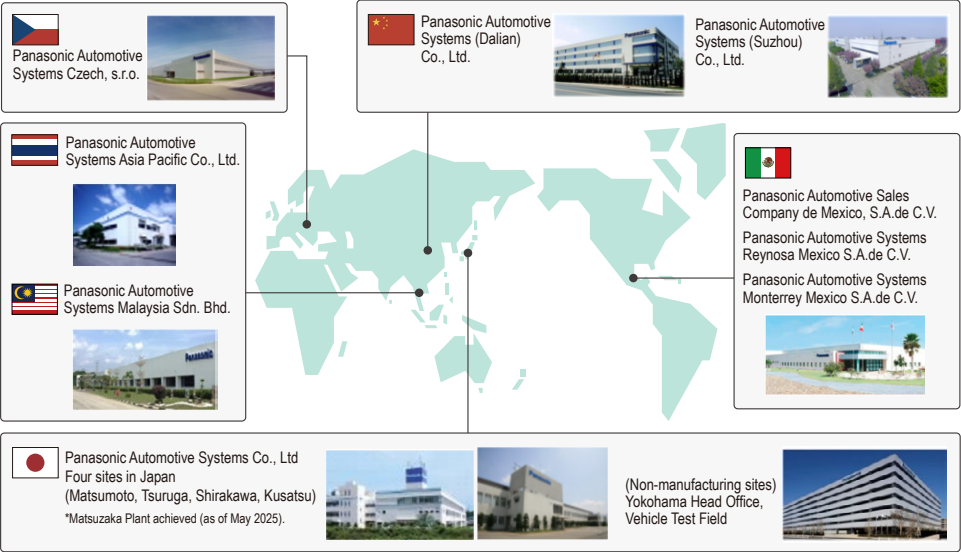 Panasonic Automotive
Systems Czech, s.r.o.
Panasonic Automotive
Systems (Dalian)
Co., Ltd.
Panasonic
Panasonic Automotive
Systems (Suzhou)
Co., Ltd.
Panasonic Automotive
Systems Asia Pacific Co., Ltd.
Panasonic Automotive
Systems Malaysia Sdn. Bhd.
Panasonic
Panasonic Automotive Sales
Company de Mexico, S.A.de C.V.
Panasonic Automotive Systems
Reynosa Mexico S.A.de C.V.
Panasonic Automotive Systems
Monterrey Mexico S.A.de C.V.
Panasonic Automotive Systems Co., Ltd
Four sites in Japan
(Matsumoto, Tsuruga, Shirakawa, Kusatsu)
*Matsuzaka Plant achieved (as of May 2025).
(Non-manufacturing sites)
Yokohama Head Office,
Vehicle Test Field